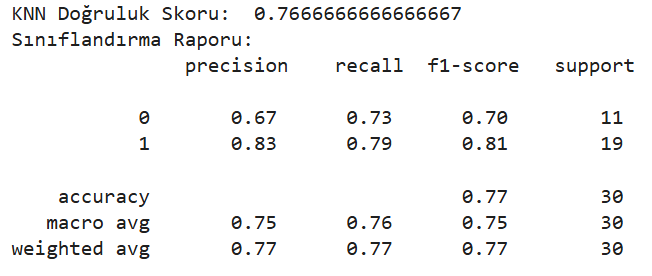 KNN Doğruluk Skoru:  0.7666666666666667
Sınıflandırma Raporu:
              precision    recall  f1-score   support

           0       0.67      0.73      0.70        11
           1       0.83      0.79      0.81        19

    accuracy                           0.77        30
   macro avg       0.75      0.76      0.75        30
weighted avg       0.77      0.77      0.77        30